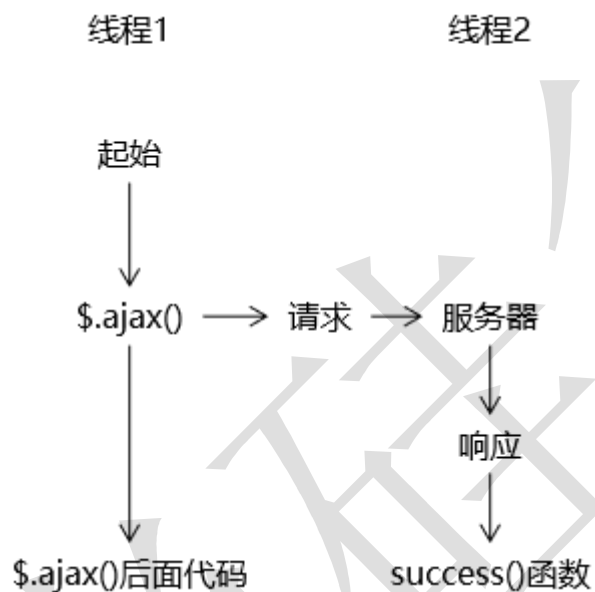 线程1 线程2
起始
$.ajax() 请求 服务器
响应
$.ajax()后面代码 success()函数